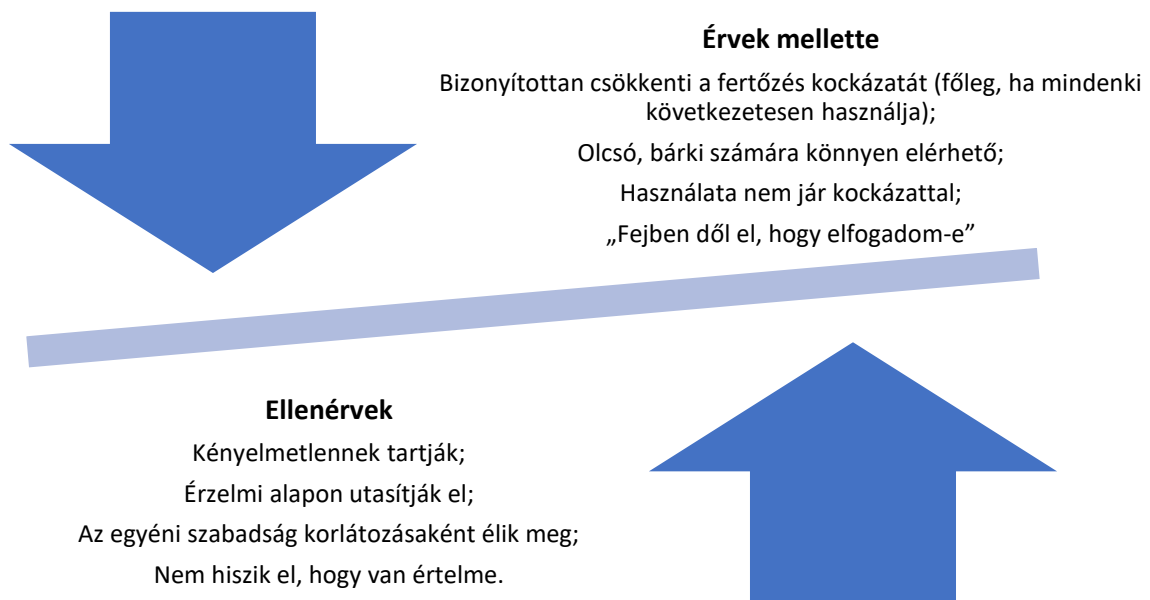 Érvek mellette
Bizonyítottan csökkenti a fertőzés kockázatát (főleg, ha mindenki
következetesen használja);
Olcsó, bárki számára könnyen elérhető;
Használata nem jár kockázattal;
„Fejben dől el, hogy elfogadom-e”
Ellenérvek
Kényelmetlennek tartják;
Érzelmi alapon utasítják el;
Az egyéni szabadság korlátozásaként élik meg;
Nem hiszik el, hogy van értelme.